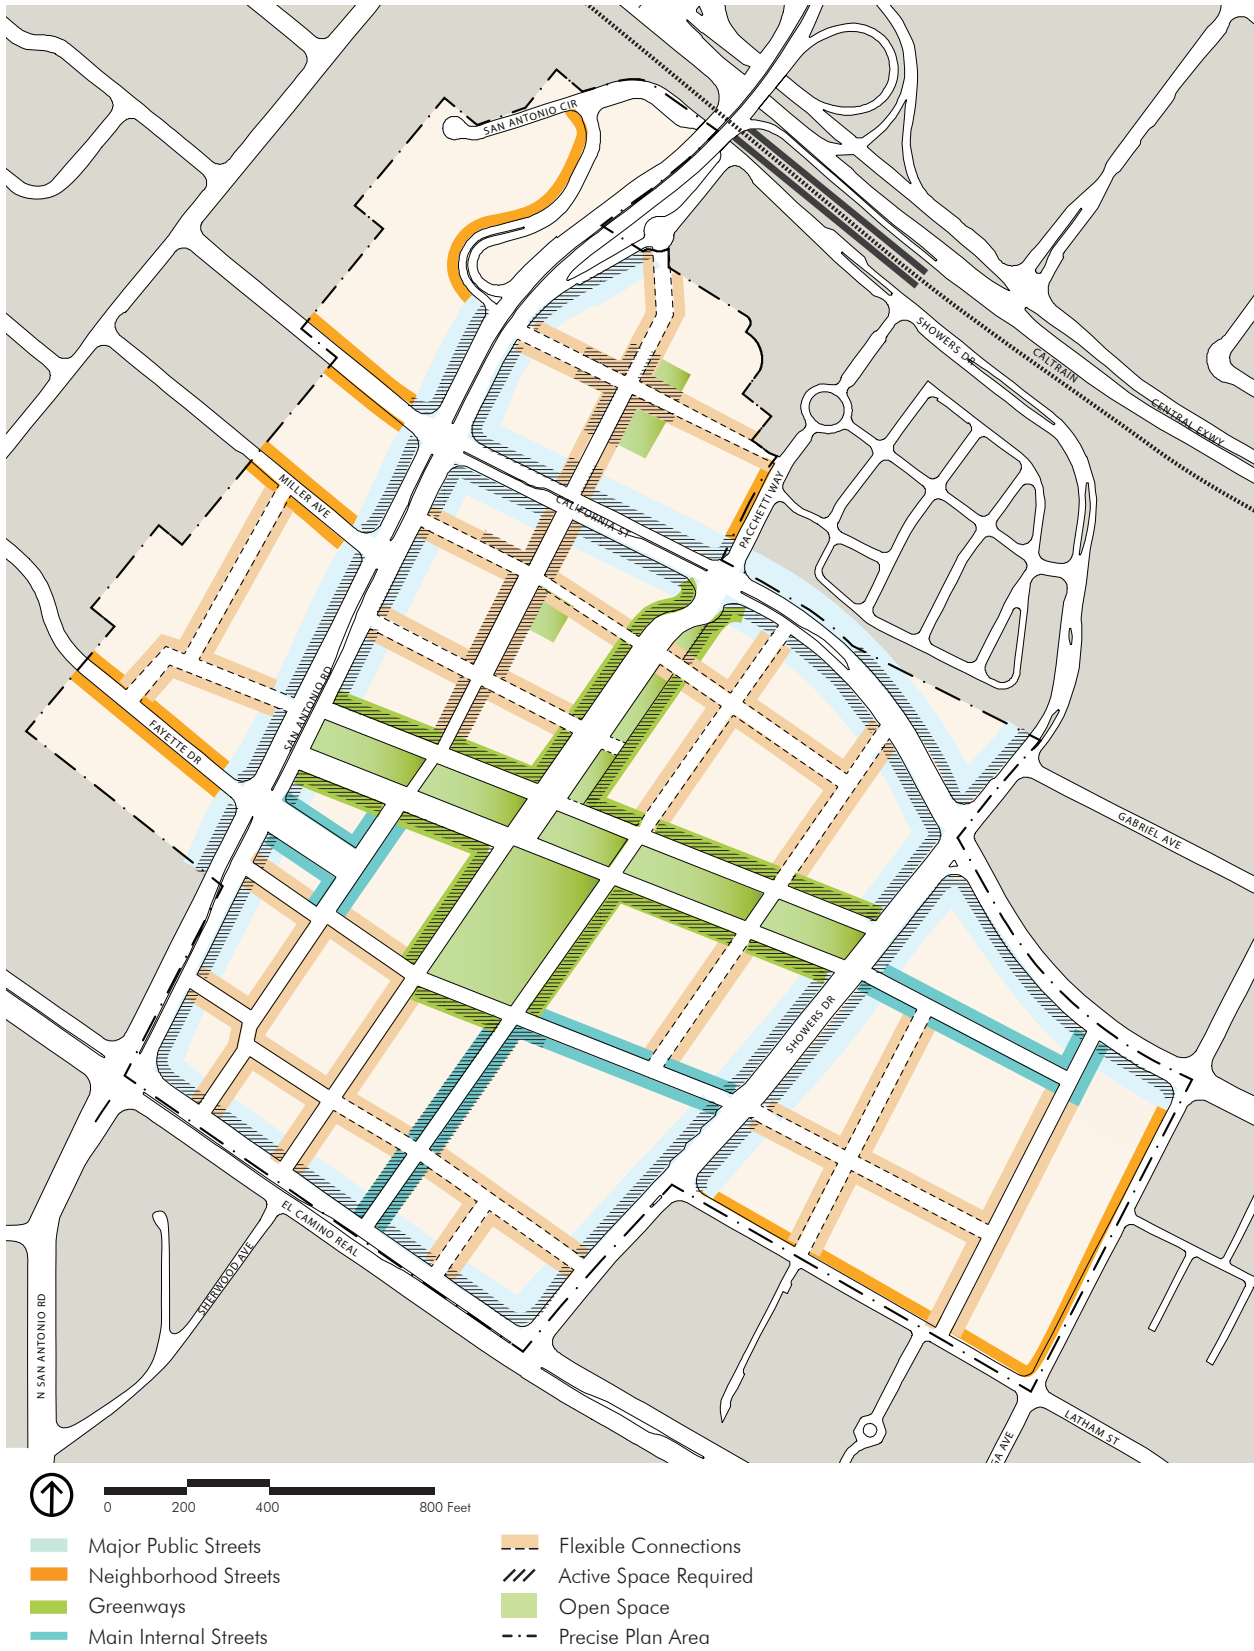 SAN ANTONIO CIR
SHOWERS DR
CALTRAIN
CENTRAL EXWY
MILLER AVE
CALIFORNIA ST
PACCHETTI WAY
SAN ANTONIO RD
FAYETTE DR
GABRIEL AVE
SHOWERS DR
EL CAMINO REAL
SHERWOOD AVE
N SAN ANTONIO RD
LATHAM ST
GA AVE
0 200 400 800 Feet
Major Public Streets
Neighborhood Streets
Greenways
Main Internal Streets
Flexible Connections
Active Space Required
Open Space
Precise Plan Area